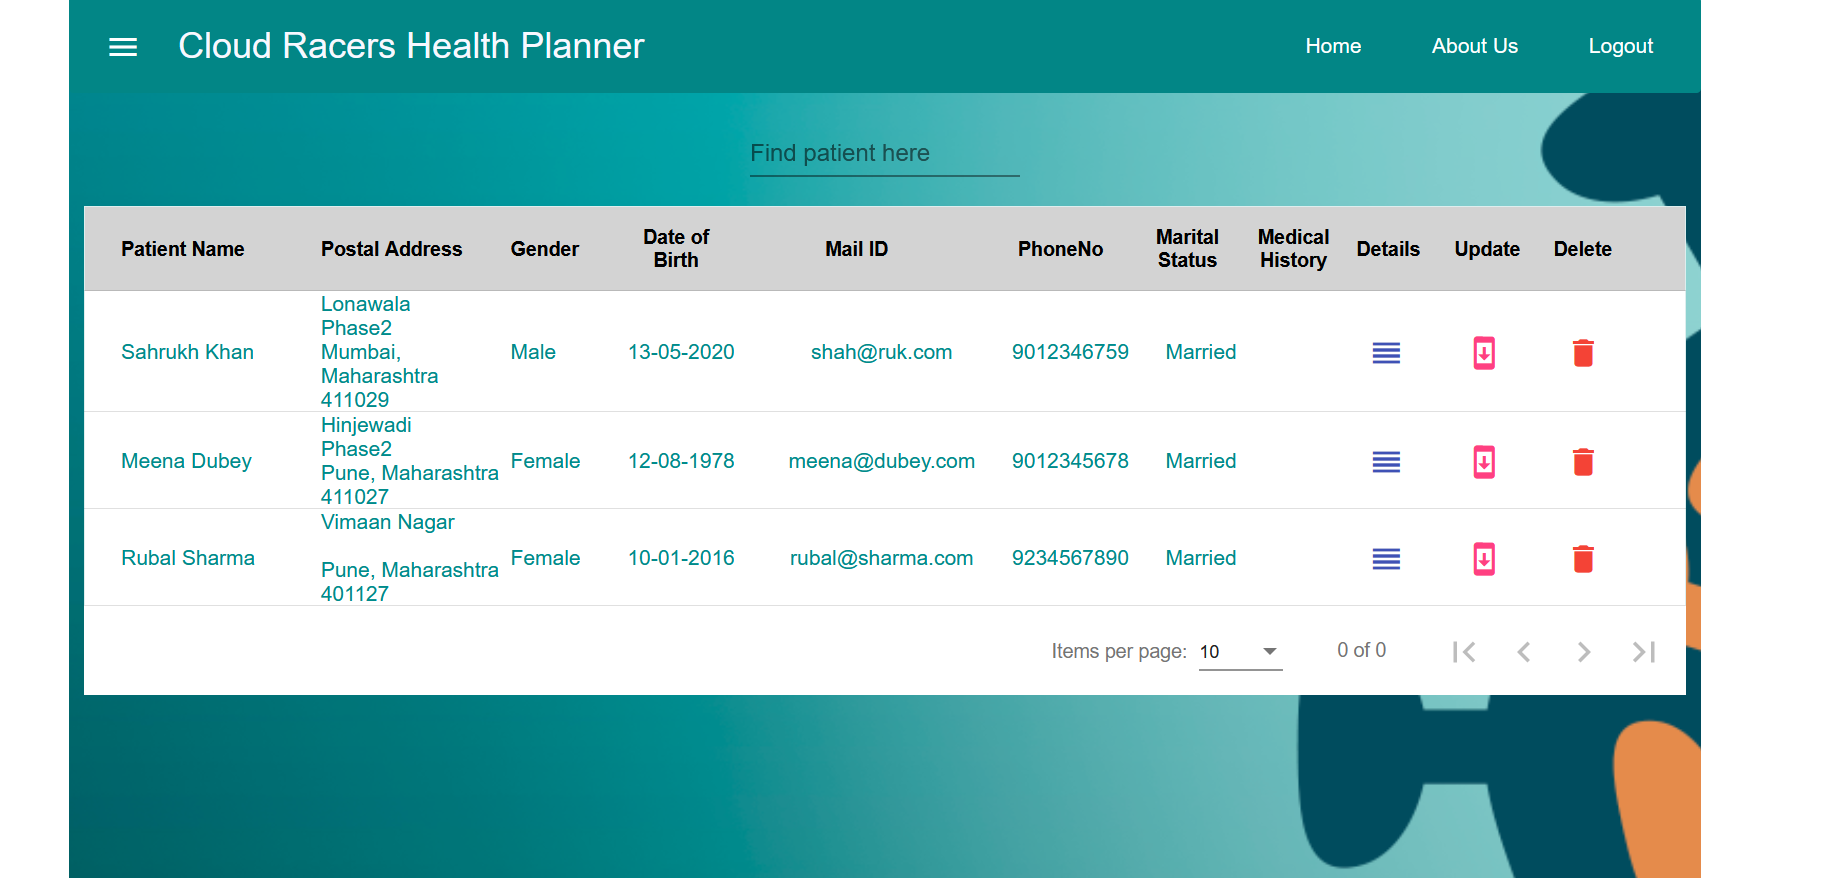 Cloud Racers Health Planner
Home About Us Logout
Find patient here
Patient Name Postal Address Gender Date of Birth Mail ID PhoneNo Marital Status Medical History Details Update Delete
Lonawala
Phase2
Sahrukh Khan Mumbai, Male 13-05-2020 shah@ruk.com 9012346759 Married
Maharashtra
411029
Hinjewadi
Phase2
Meena Dubey Pune, Maharashtra Female 12-08-1978 meena@dubey.com 9012345678 Married
411027
Vimaan Nagar
Rubal Sharma Female 10-01-2016 rubal@sharma.com 9234567890 Married
Pune, Maharashtra
401127
Items per page: 10 0 of 0